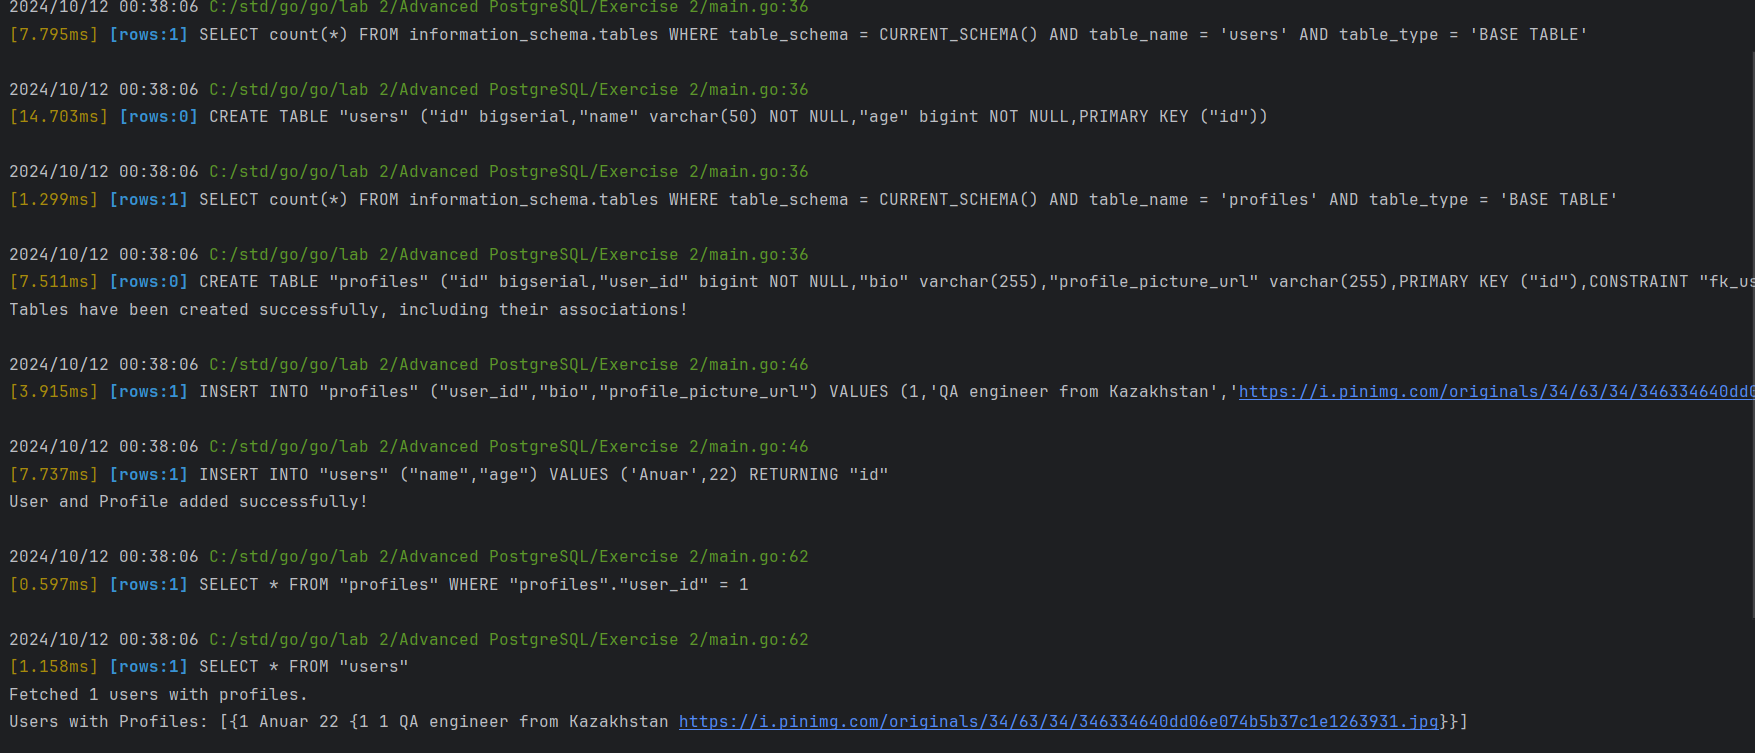 2024/10/12 00:38:06 C:/std/go/go/lab 2/Advanced PostgreSQL/Exercise 2/main.go:36
[7.795ms] [rows:1] SELECT count(*) FROM information_schema.tables WHERE table_schema = CURRENT_SCHEMA() AND table_name = 'users' AND table_type = 'BASE TABLE'
2024/10/12 00:38:06 C:/std/go/go/lab 2/Advanced PostgreSQL/Exercise 2/main.go:36
[14.703ms] [rows:0] CREATE TABLE "users" ("id" bigserial,"name" varchar(50) NOT NULL,"age" bigint NOT NULL,PRIMARY KEY ("id"))
2024/10/12 00:38:06 C:/std/go/go/lab 2/Advanced PostgreSQL/Exercise 2/main.go:36
[1.299ms] [rows:1] SELECT count(*) FROM information_schema.tables WHERE table_schema = CURRENT_SCHEMA() AND table_name = 'profiles' AND table_type = 'BASE TABLE'
2024/10/12 00:38:06 C:/std/go/go/lab 2/Advanced PostgreSQL/Exercise 2/main.go:36
[7.511ms] [rows:0] CREATE TABLE "profiles" ("id" bigserial,"user_id" bigint NOT NULL,"bio" varchar(255),"profile_picture_url" varchar(255),PRIMARY KEY ("id"),CONSTRAINT "fk_us
Tables have been created successfully, including their associations!
2024/10/12 00:38:06 C:/std/go/go/lab 2/Advanced PostgreSQL/Exercise 2/main.go:46
[3.915ms] [rows:1] INSERT INTO "profiles" ("user_id","bio","profile_picture_url") VALUES (1,'QA engineer from Kazakhstan','https://i.pinimg.com/originals/34/63/34/346334640dd0
2024/10/12 00:38:06 C:/std/go/go/lab 2/Advanced PostgreSQL/Exercise 2/main.go:46
[7.737ms] [rows:1] INSERT INTO "users" ("name","age") VALUES ('Anuar',22) RETURNING "id"
User and Profile added successfully!
2024/10/12 00:38:06 C:/std/go/go/lab 2/Advanced PostgreSQL/Exercise 2/main.go:62
[0.597ms] [rows:1] SELECT * FROM "profiles" WHERE "profiles"."user_id" = 1
2024/10/12 00:38:06 C:/std/go/go/lab 2/Advanced PostgreSQL/Exercise 2/main.go:62
[1.158ms] [rows:1] SELECT * FROM "users"
Fetched 1 users with profiles.
Users with Profiles: [{1 Anuar 22 {1 1 QA engineer from Kazakhstan https://i.pinimg.com/originals/34/63/34/346334640dd06e074b5b37c1e1263931.jpg}}]